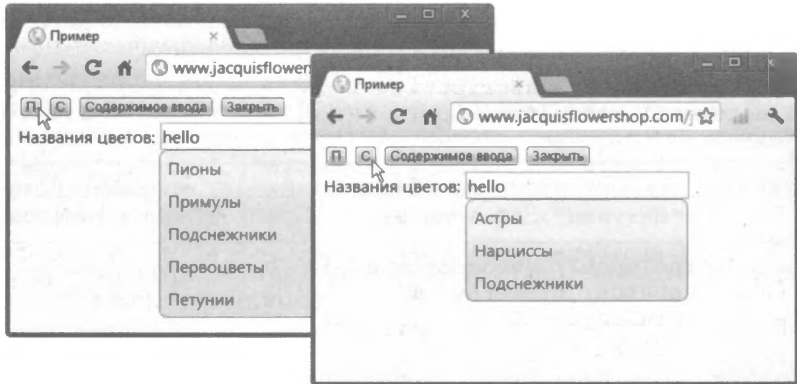 Пример
www.jacquisflower
П С Содержимое ввода Закрыть
Названия цветов: hello
Пионы
Примулы
Подснежники
Первоцветы
Петунии
Пример
www.jacquisflowershop.com/j
П С Содержимое ввода Закрыть
Названия цветов: hello
Астры
Нарциссы
Подснежники